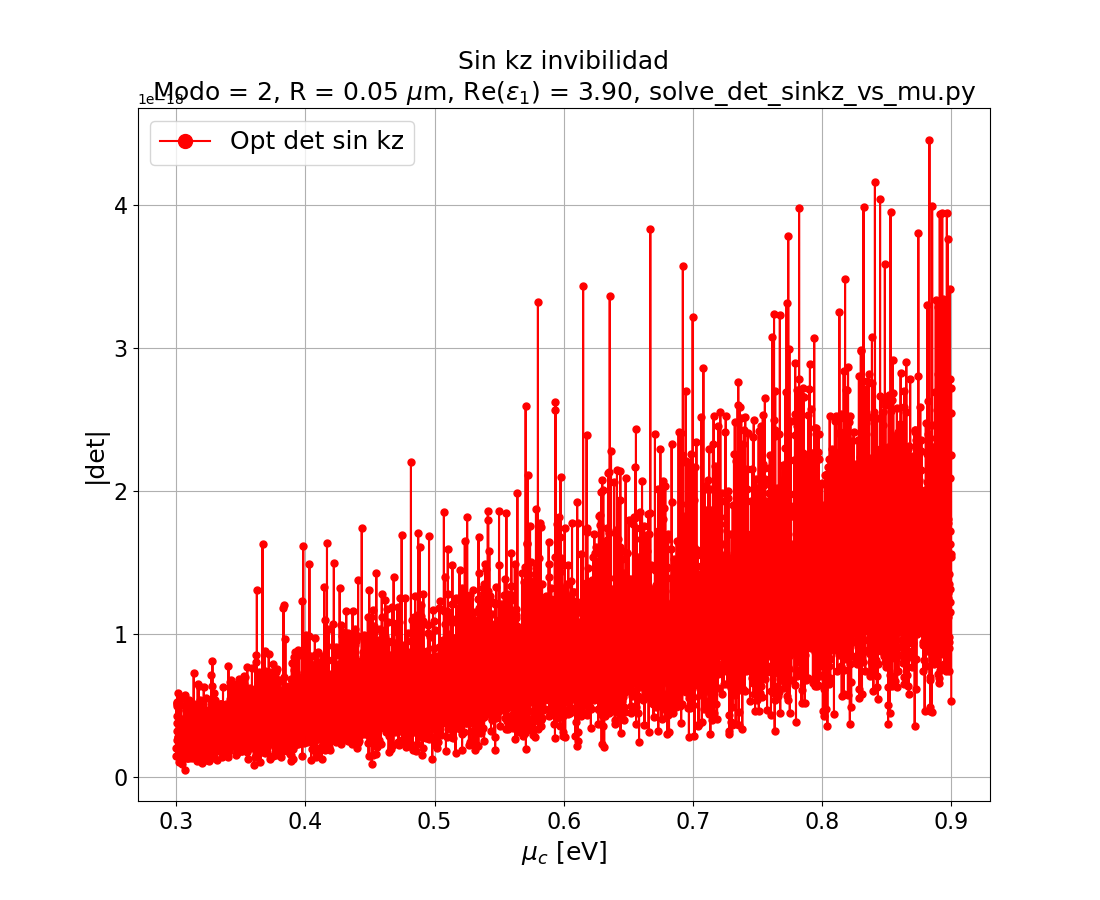 Sin kz invibilidad
Modo = 2, R = 0.05 μm, Re(ε₁) = 3.90, solve_det_sinkz_vs_mu.py
1e−18
Opt det sin kz
|det|
4
3
2
1
0
0.3 0.4 0.5 0.6 0.7 0.8 0.9
μc [eV]